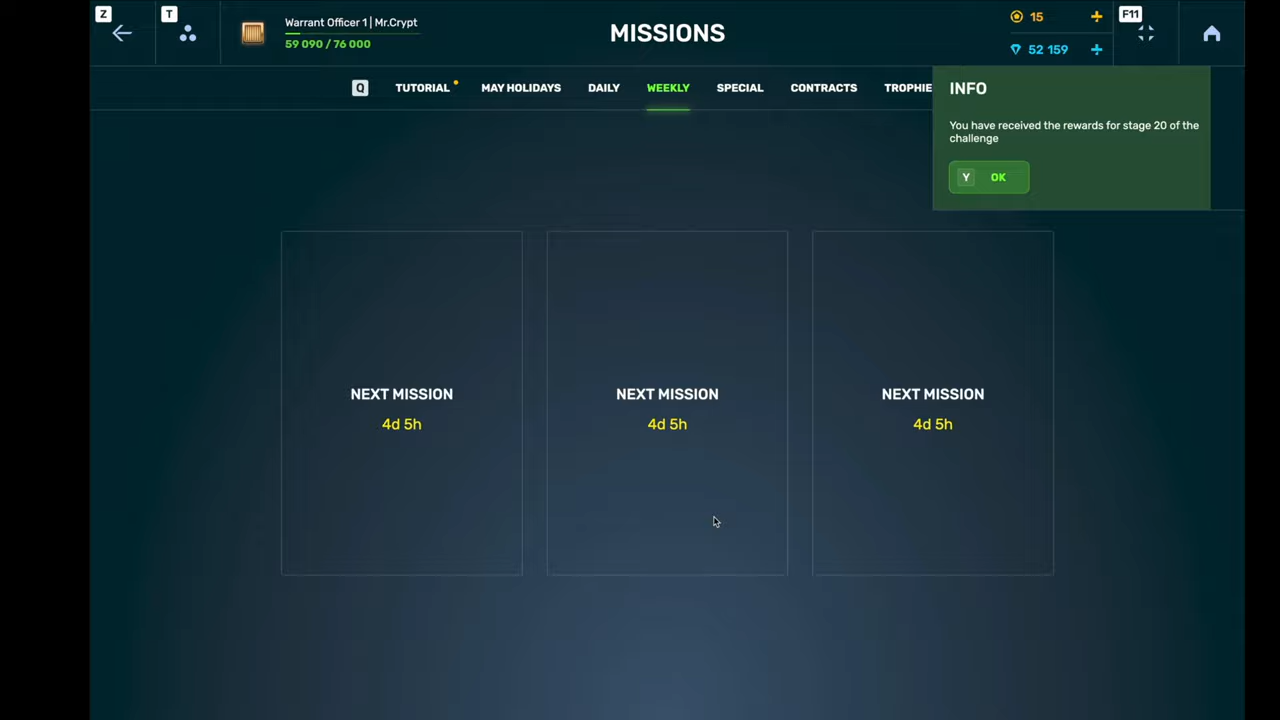 Z
T
Warrant Officer 1 | Mr.Crypt
59 090 / 76 000
MISSIONS
15
52 159
F11
Q
TUTORIAL
MAY HOLIDAYS
DAILY
WEEKLY
SPECIAL
CONTRACTS
TROPHIE
INFO
You have received the rewards for stage 20 of the
challenge
Y OK
NEXT MISSION
4d 5h
NEXT MISSION
4d 5h
NEXT MISSION
4d 5h